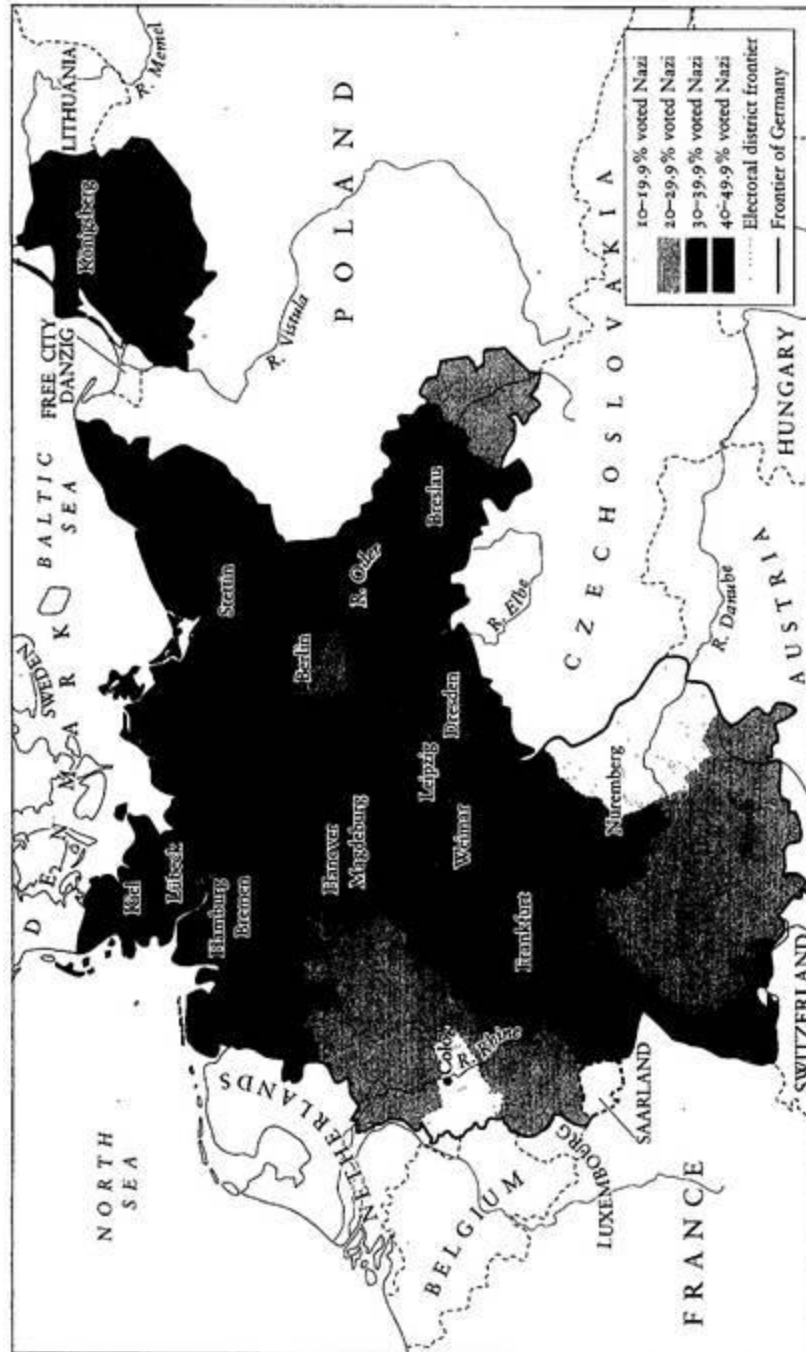 NORTH
SEA
DENMARK
SWEDEN
BALTIC
SEA
FREE CITY
DANZIG
LITHUANIA
R. Memel
Königsberg
Kiel
Lübeck
Hamburg
Bremen
Stettin
NETHERLANDS
Hanover
Magdeburg
Berlin
R. Oder
R. Vistula
POLAND
BELGIUM
R. Rhine
Leipzig
Dresden
Weimar
Breslau
Frankfurt
R. Elbe
LUXEMBOURG
SAARLAND
Nuremberg
CZECHOSLOVAKIA
FRANCE
SWITZERLAND
R. Danube
AUSTRIA
HUNGARY
10–19.9% voted Nazi
20–29.9% voted Nazi
30–39.9% voted Nazi
40–49.9% voted Nazi
Electoral district frontier
Frontier of Germany